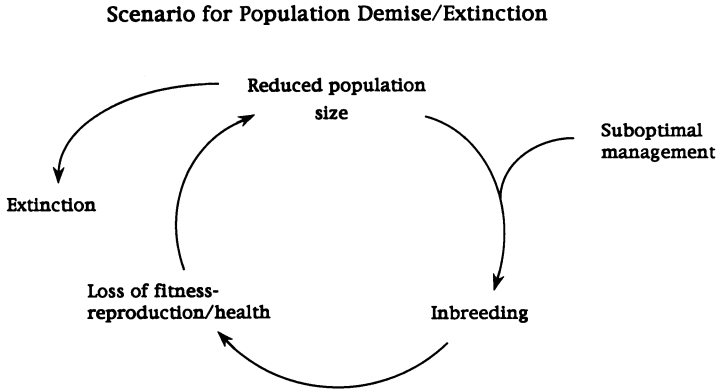 Scenario for Population Demise/Extinction
Reduced population
size
Suboptimal
management
Extinction
Loss of fitness-
reproduction/health
Inbreeding